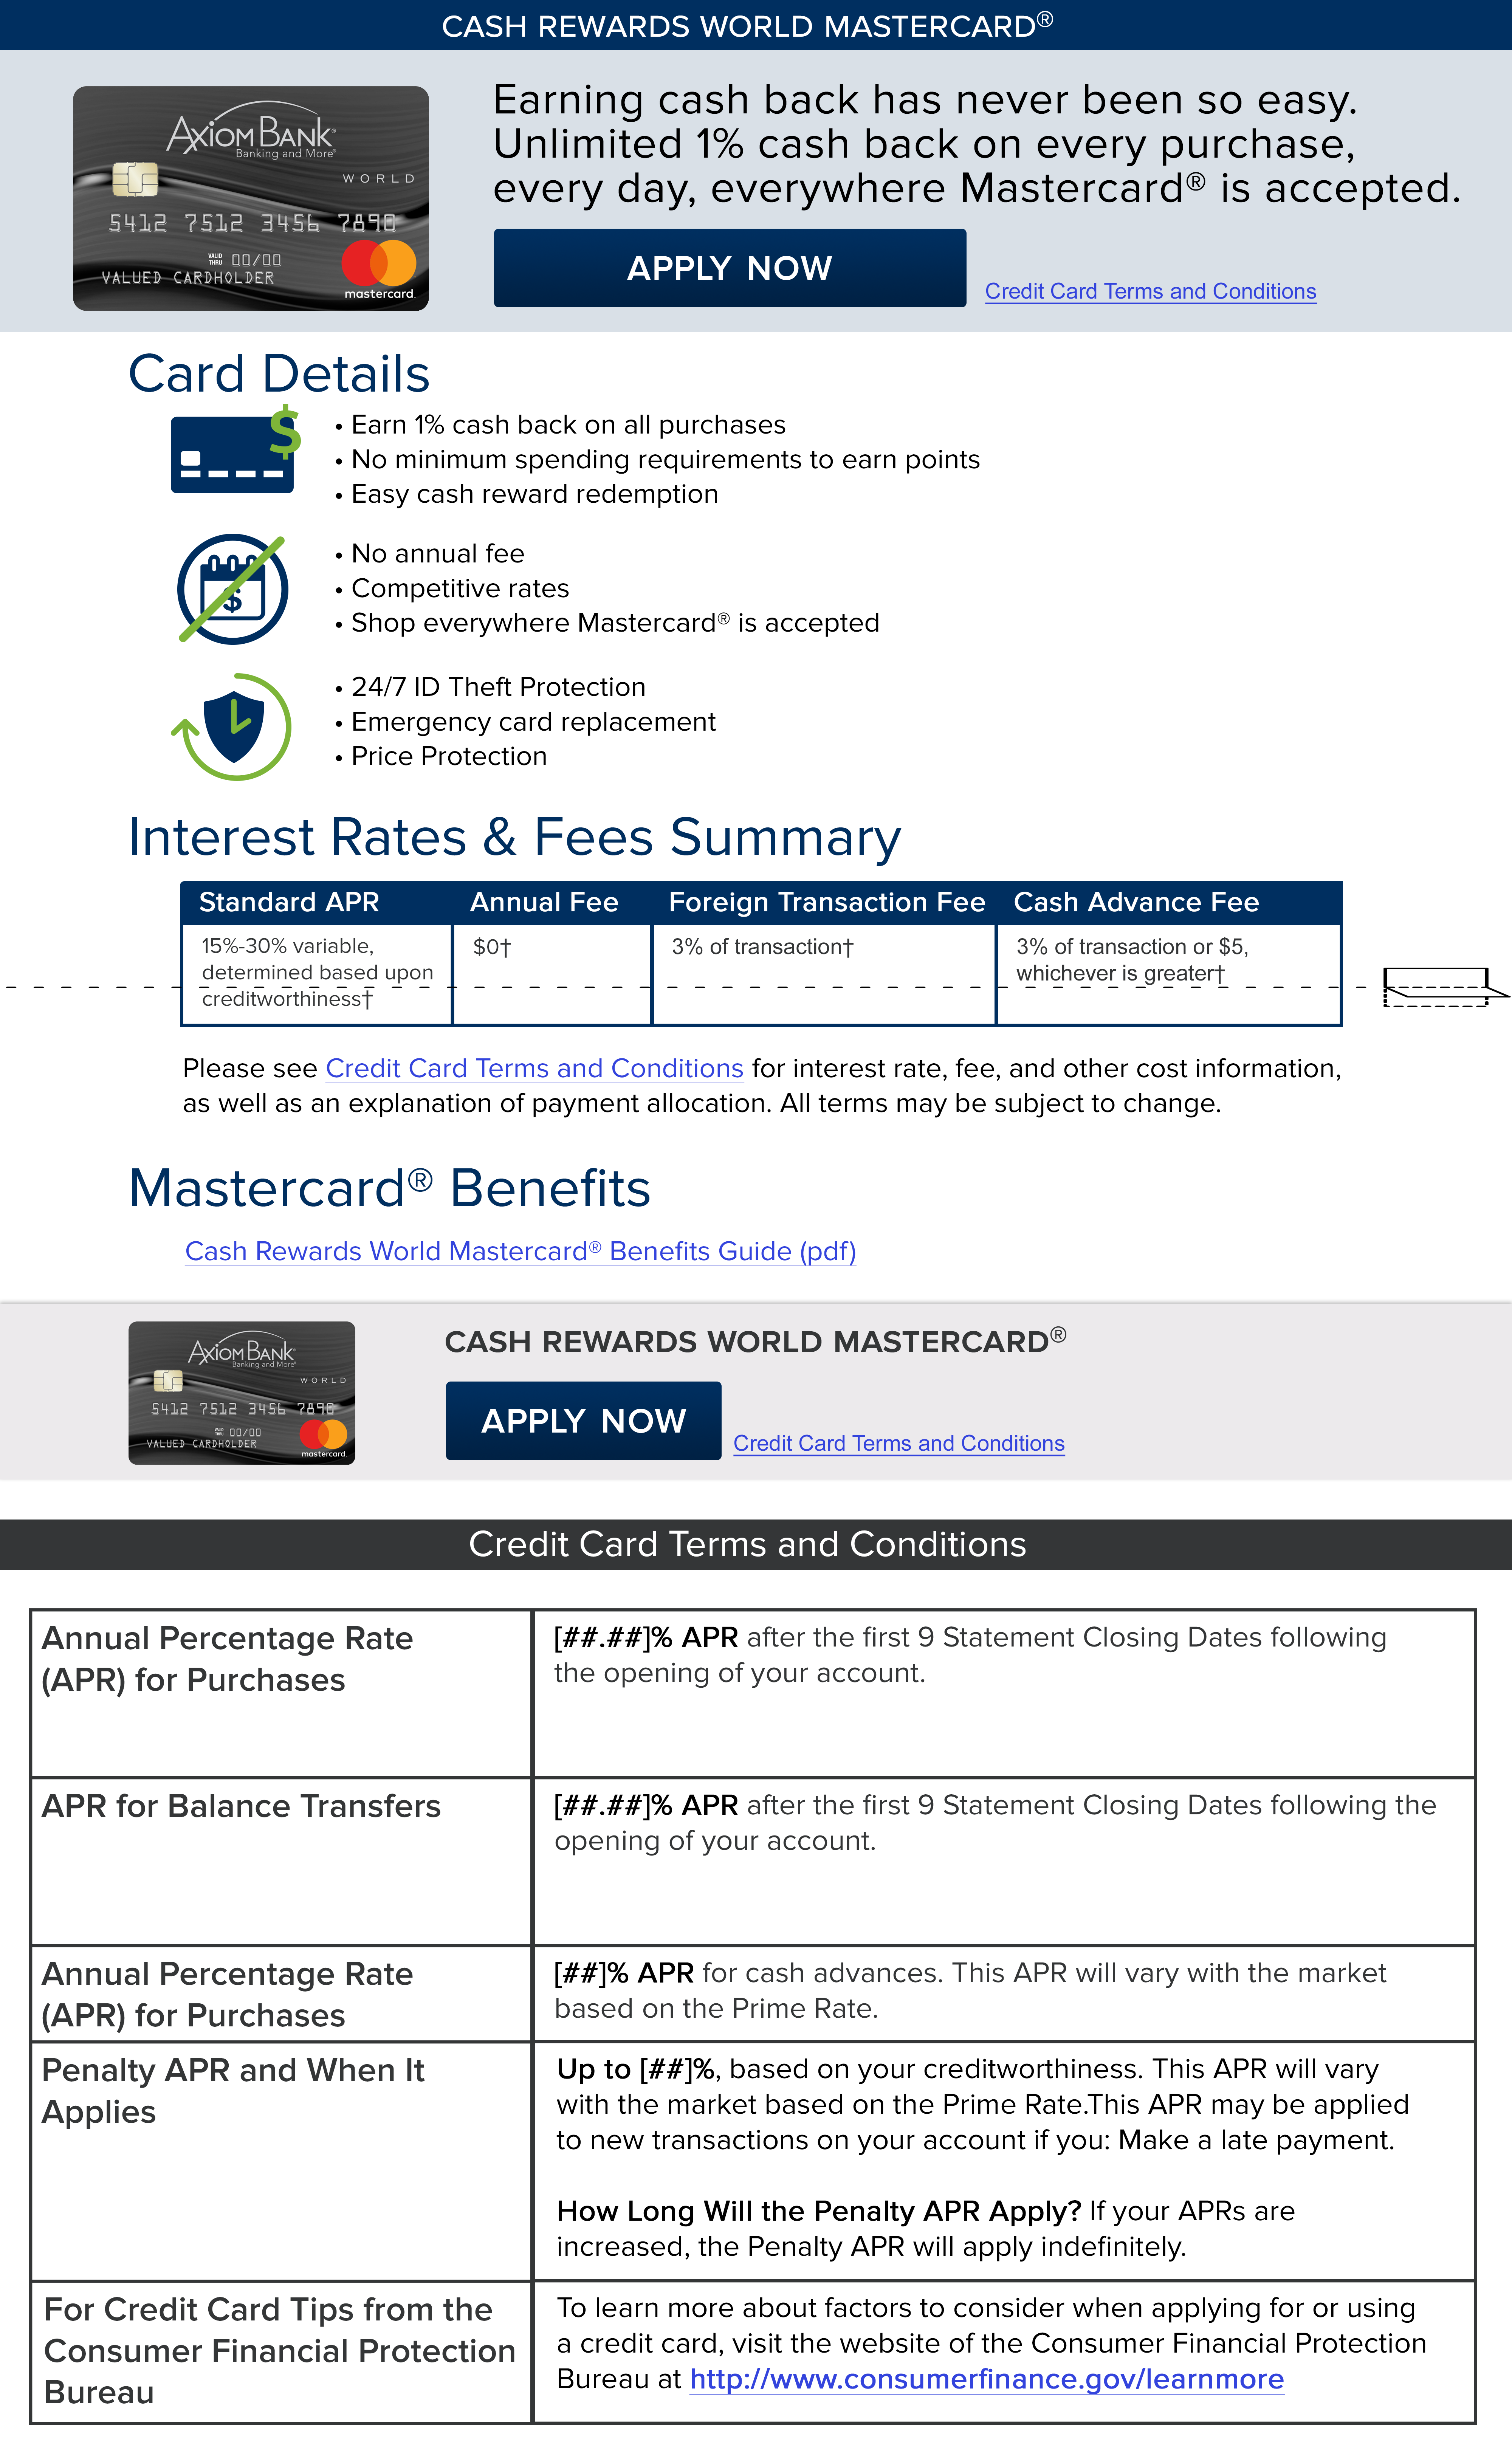 CASH REWARDS WORLD MASTERCARD®
AXIOM BANK®
Banking and More®
WORLD
5412 7512 3456 7890
VALID THRU 00/00
VALUED CARDHOLDER
mastercard.
Earning cash back has never been so easy.
Unlimited 1% cash back on every purchase,
every day, everywhere Mastercard® is accepted.
APPLY NOW
Credit Card Terms and Conditions
Card Details
• Earn 1% cash back on all purchases
• No minimum spending requirements to earn points
• Easy cash reward redemption
• No annual fee
• Competitive rates
• Shop everywhere Mastercard® is accepted
• 24/7 ID Theft Protection
• Emergency card replacement
• Price Protection
Interest Rates & Fees Summary
Standard APR
Annual Fee
Foreign Transaction Fee
Cash Advance Fee
15%-30% variable,
determined based upon
creditworthiness†
$0†
3% of transaction†
3% of transaction or $5,
whichever is greater†
Please see Credit Card Terms and Conditions for interest rate, fee, and other cost information,
as well as an explanation of payment allocation. All terms may be subject to change.
Mastercard® Benefits
Cash Rewards World Mastercard® Benefits Guide (pdf)
AXIOM BANK®
Banking and More®
WORLD
5412 7512 3456 7890
VALID THRU 00/00
VALUED CARDHOLDER
mastercard.
CASH REWARDS WORLD MASTERCARD®
APPLY NOW
Credit Card Terms and Conditions
Credit Card Terms and Conditions
Annual Percentage Rate
(APR) for Purchases
[##.##]% APR after the first 9 Statement Closing Dates following
the opening of your account.
APR for Balance Transfers
[##.##]% APR after the first 9 Statement Closing Dates following the
opening of your account.
Annual Percentage Rate
(APR) for Purchases
[##]% APR for cash advances. This APR will vary with the market
based on the Prime Rate.
Penalty APR and When It
Applies
Up to [##]%, based on your creditworthiness. This APR will vary
with the market based on the Prime Rate.This APR may be applied
to new transactions on your account if you: Make a late payment.
How Long Will the Penalty APR Apply? If your APRs are
increased, the Penalty APR will apply indefinitely.
For Credit Card Tips from the
Consumer Financial Protection
Bureau
To learn more about factors to consider when applying for or using
a credit card, visit the website of the Consumer Financial Protection
Bureau at http://www.consumerfinance.gov/learnmore